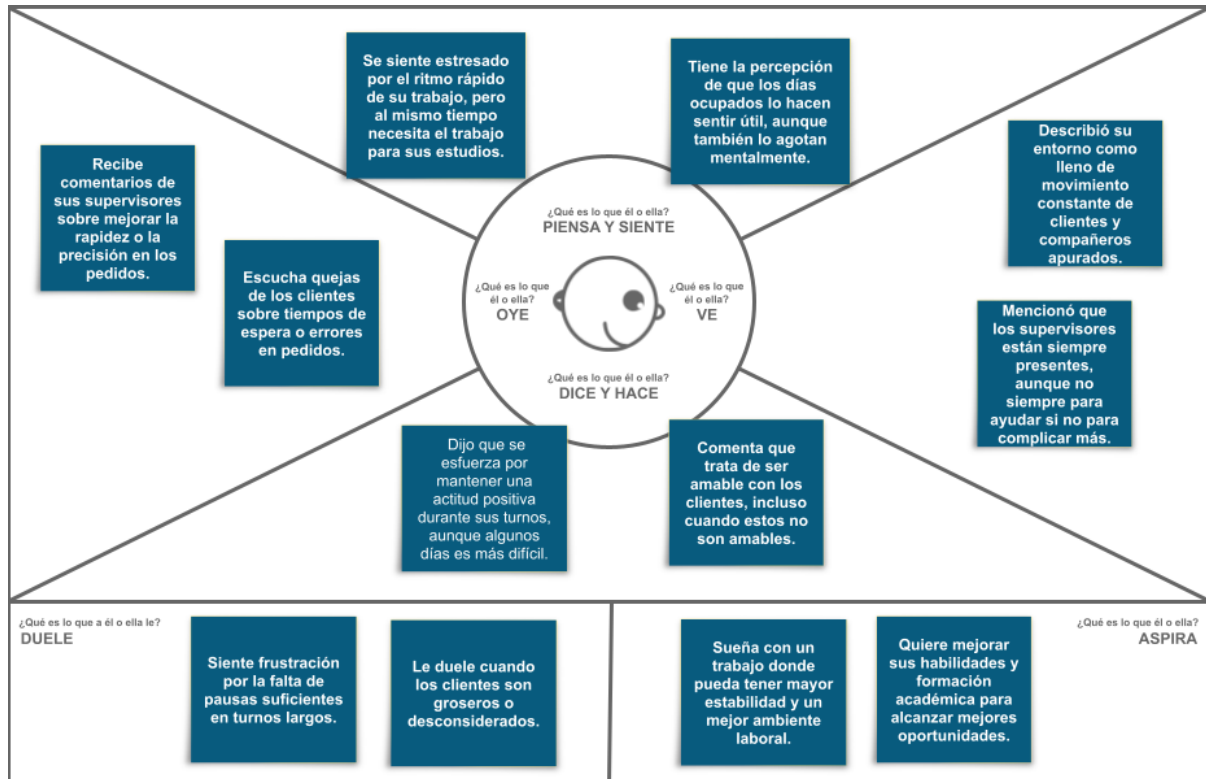 Se siente estresado
por el ritmo rápido
de su trabajo, pero
al mismo tiempo
necesita el trabajo
para sus estudios.
Tiene la percepción
de que los días
ocupados lo hacen
sentir útil, aunque
también lo agotan
mentalmente.
Recibe
comentarios de
sus supervisores
sobre mejorar la
rapidez o la
precisión en los
pedidos.
Escucha quejas
de los clientes
sobre tiempos de
espera o errores
en pedidos.
Describió su
entorno como
lleno de
movimiento
constante de
clientes y
compañeros
apurados.
Mencionó que
los supervisores
están siempre
presentes,
aunque no
siempre para
ayudar si no para
complicar más.
¿Qué es lo que él o ella?
PIENSA Y SIENTE
¿Qué es lo que
él o ella?
OYE
¿Qué es lo que
él o ella?
VE
¿Qué es lo que él o ella?
DICE Y HACE
Dijo que se
esfuerza por
mantener una
actitud positiva
durante sus turnos,
aunque algunos
días es más difícil.
Comenta que
trata de ser
amable con los
clientes, incluso
cuando estos no
son amables.
¿Qué es lo que a él o ella le?
DUELE
Siente frustración
por la falta de
pausas suficientes
en turnos largos.
Le duele cuando
los clientes son
groseros o
desconsiderados.
¿Qué es lo que él o ella?
ASPIRA
Sueña con un
trabajo donde
pueda tener mayor
estabilidad y un
mejor ambiente
laboral.
Quiere mejorar
sus habilidades y
formación
académica para
alcanzar mejores
oportunidades.